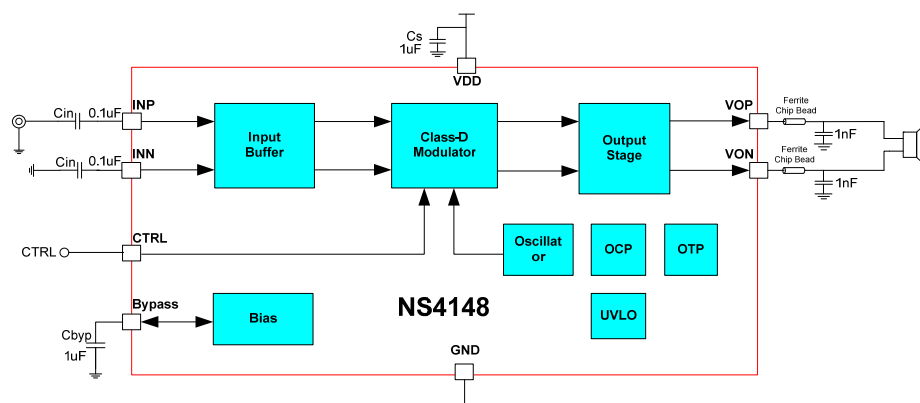 Cs
1uF
VDD
Cin
0.1uF
INP
Input
Buffer
Class-D
Modulator
Output
Stage
VOP
Ferrite
Chip Bead
1nF
Cin
0.1uF
INN
VON
Ferrite
Chip Bead
1nF
CTRL
CTRL
Oscillat
or
OCP
OTP
Bypass
Cbyp
1uF
Bias
NS4148
UVLO
GND